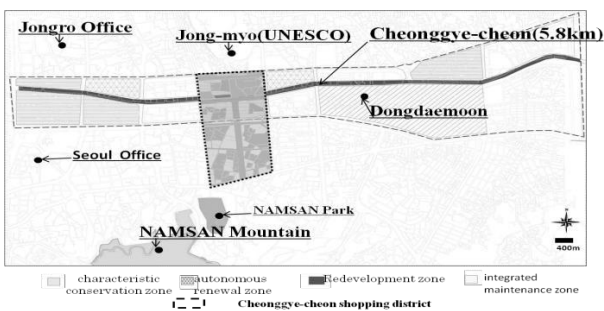 Jongro Office
Jong-myo(UNESCO)
Cheonggye-cheon(5.8km)
Dongdaemoon
Seoul Office
NAMSAN Park
NAMSAN Mountain
400m
characteristic
conservation zone
autonomous
renewal zone
Redevelopment zone
integrated
maintenance zone
Cheonggye-cheon shopping district